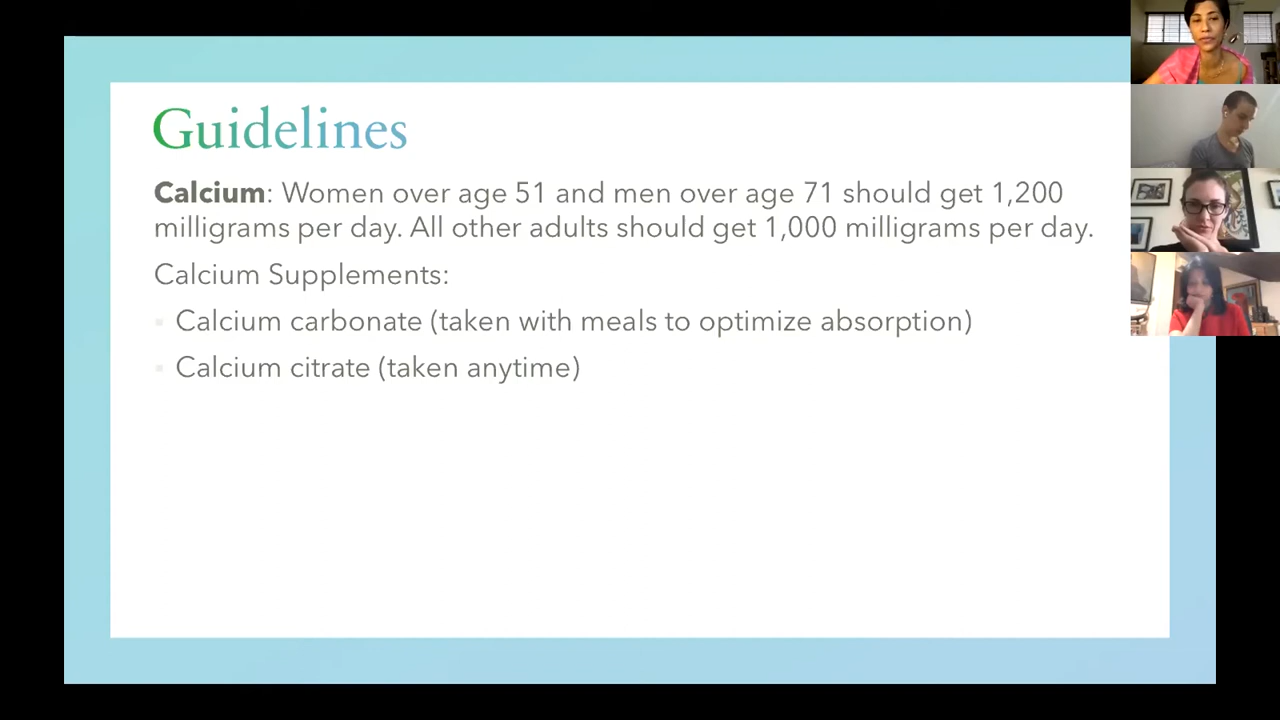 Guidelines
Calcium: Women over age 51 and men over age 71 should get 1,200
milligrams per day. All other adults should get 1,000 milligrams per day.
Calcium Supplements:
Calcium carbonate (taken with meals to optimize absorption)
Calcium citrate (taken anytime)